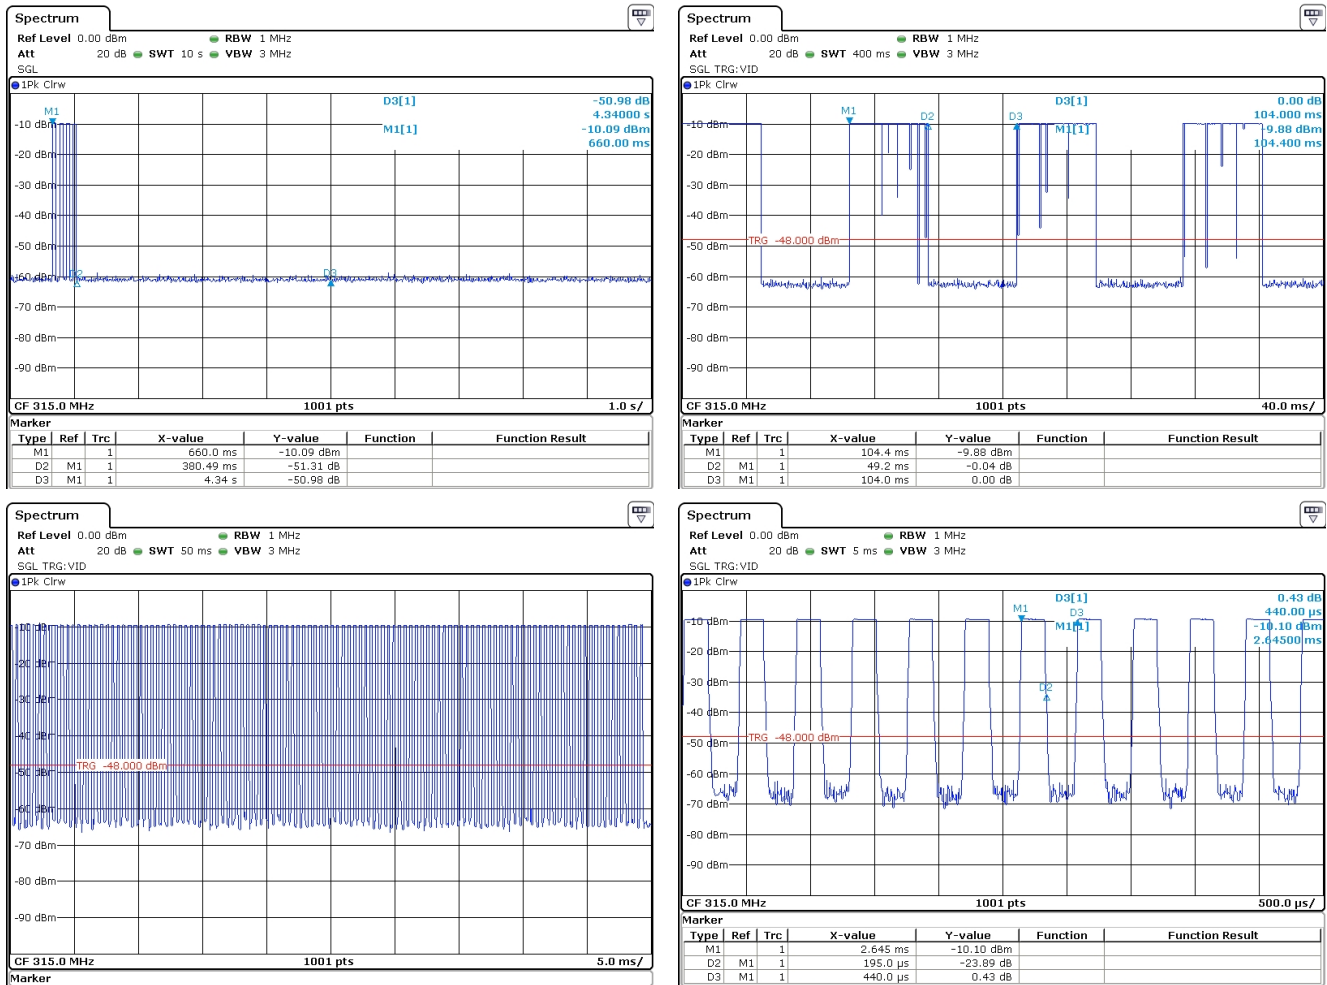 Spectrum
Ref Level 0.00 dBm RBW 1 MHz
Att 20 dB SWT 10 s VBW 3 MHz
SGL
1Pk Clrw
D3[1] -50.98 dB
4.34000 s
M1[1] -10.09 dBm
660.00 ms
M1
D2
D3
-10 dBm
-20 dBm
-30 dBm
-40 dBm
-50 dBm
-60 dBm
-70 dBm
-80 dBm
-90 dBm
CF 315.0 MHz 1001 pts 1.0 s/
Marker
Type Ref Trc X-value Y-value Function Function Result
M1 1 660.0 ms -10.09 dBm
D2 M1 1 380.49 ms -51.31 dB
D3 M1 1 4.34 s -50.98 dB
Spectrum
Ref Level 0.00 dBm RBW 1 MHz
Att 20 dB SWT 400 ms VBW 3 MHz
SGL TRG:VID
1Pk Clrw
D3[1] 0.00 dB
104.000 ms
M1[1] -9.88 dBm
104.400 ms
M1
D2
D3
-10 dBm
-20 dBm
-30 dBm
-40 dBm
TRG -48.000 dBm
-50 dBm
-60 dBm
-70 dBm
-80 dBm
-90 dBm
CF 315.0 MHz 1001 pts 40.0 ms/
Marker
Type Ref Trc X-value Y-value Function Function Result
M1 1 104.4 ms -9.88 dBm
D2 M1 1 49.2 ms -0.04 dB
D3 M1 1 104.0 ms 0.00 dB
Spectrum
Ref Level 0.00 dBm RBW 1 MHz
Att 20 dB SWT 50 ms VBW 3 MHz
SGL TRG:VID
1Pk Clrw
-10 dBm
-20 dBm
-30 dBm
-40 dBm
TRG -48.000 dBm
-50 dBm
-60 dBm
-70 dBm
-80 dBm
-90 dBm
CF 315.0 MHz 1001 pts 5.0 ms/
Marker
Spectrum
Ref Level 0.00 dBm RBW 1 MHz
Att 20 dB SWT 5 ms VBW 3 MHz
SGL TRG:VID
1Pk Clrw
D3[1] 0.43 dB
440.00 µs
M1[1] -10.10 dBm
2.64500 ms
M1
D3
D2
-10 dBm
-20 dBm
-30 dBm
-40 dBm
TRG -48.000 dBm
-50 dBm
-60 dBm
-70 dBm
-80 dBm
-90 dBm
CF 315.0 MHz 1001 pts 500.0 µs/
Marker
Type Ref Trc X-value Y-value Function Function Result
M1 1 2.645 ms -10.10 dBm
D2 M1 1 195.0 µs -23.89 dB
D3 M1 1 440.0 µs 0.43 dB